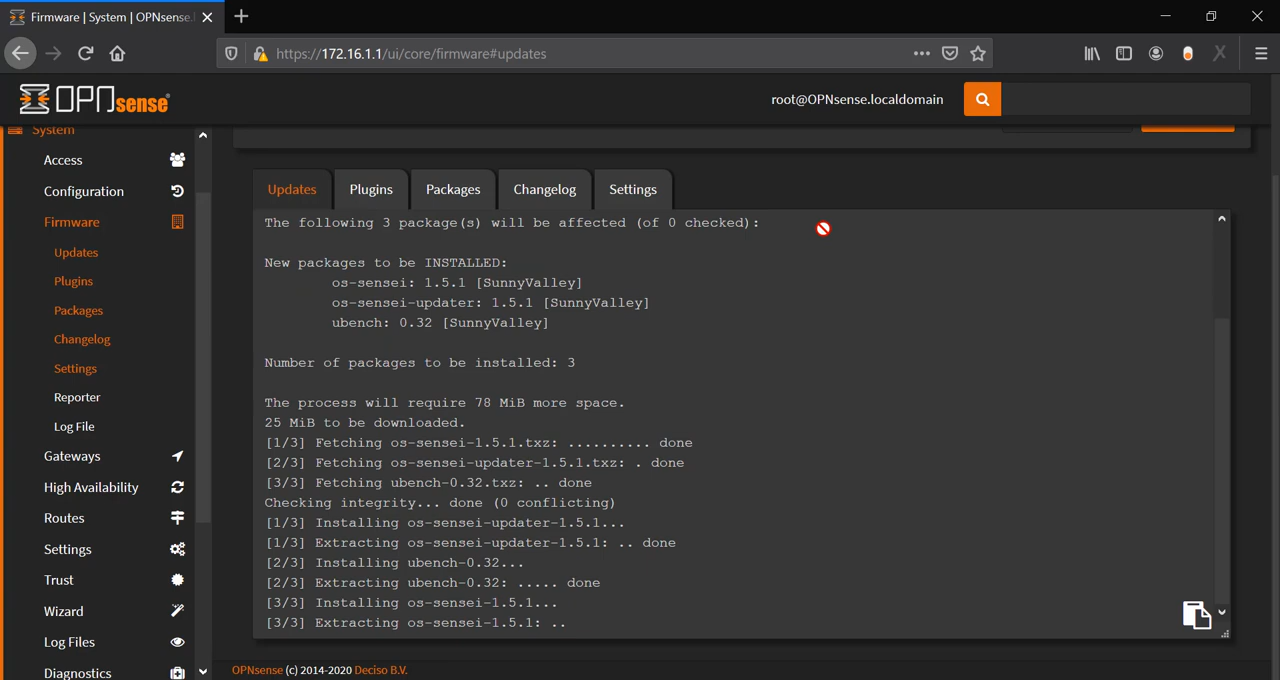 Firmware | System | OPNsense.l
https://172.16.1.1/ui/core/firmware#updates
OPNsense®
root@OPNsense.localdomain
System
Access
Configuration
Firmware
Updates
Plugins
Packages
Changelog
Settings
Reporter
Log File
Gateways
High Availability
Routes
Settings
Trust
Wizard
Log Files
Diagnostics
Updates
Plugins
Packages
Changelog
Settings
The following 3 package(s) will be affected (of 0 checked):
New packages to be INSTALLED:
os-sensei: 1.5.1 [SunnyValley]
os-sensei-updater: 1.5.1 [SunnyValley]
ubench: 0.32 [SunnyValley]
Number of packages to be installed: 3
The process will require 78 MiB more space.
25 MiB to be downloaded.
[1/3] Fetching os-sensei-1.5.1.txz: .......... done
[2/3] Fetching os-sensei-updater-1.5.1.txz: . done
[3/3] Fetching ubench-0.32.txz: .. done
Checking integrity... done (0 conflicting)
[1/3] Installing os-sensei-updater-1.5.1...
[1/3] Extracting os-sensei-updater-1.5.1: .. done
[2/3] Installing ubench-0.32...
[2/3] Extracting ubench-0.32: ..... done
[3/3] Installing os-sensei-1.5.1...
[3/3] Extracting os-sensei-1.5.1: ..
OPNsense (c) 2014-2020 Deciso B.V.